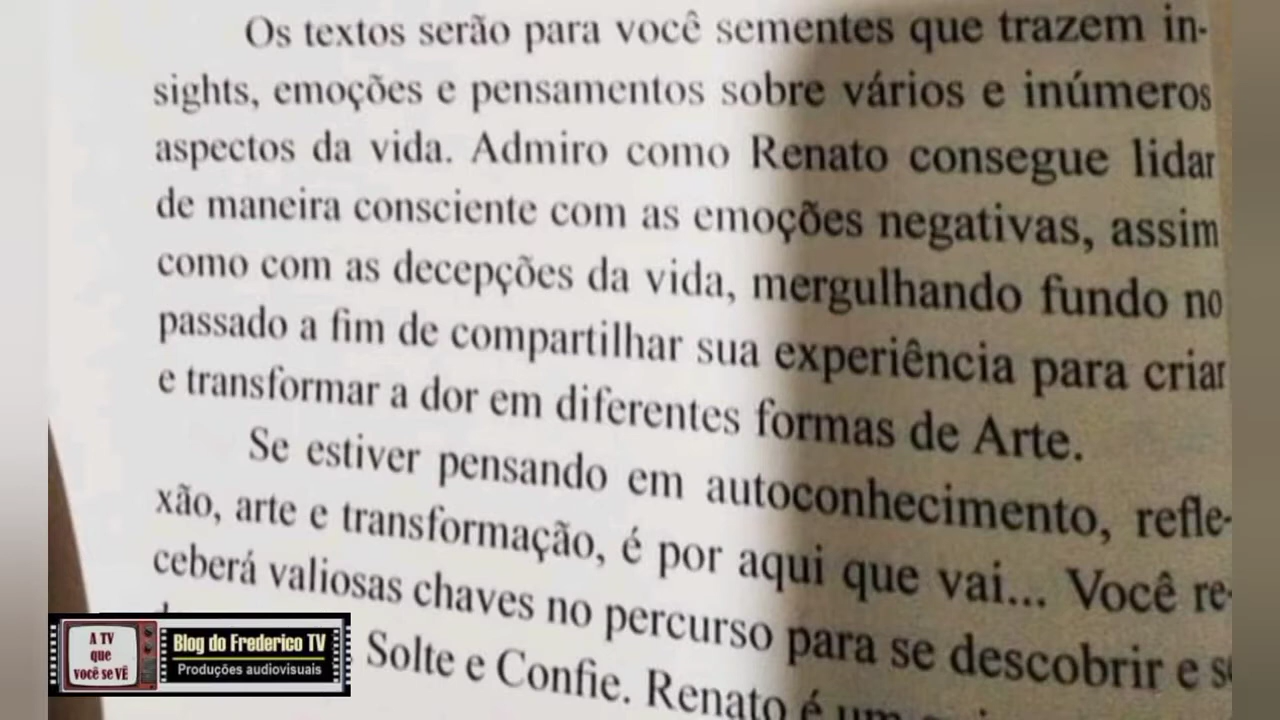 Os textos serão para você sementes que trazem in-
sights, emoções e pensamentos sobre vários e inúmeros
aspectos da vida. Admiro como Renato consegue lidar
de maneira consciente com as emoções negativas, assim
como com as decepções da vida, mergulhando fundo no
passado a fim de compartilhar sua experiência para criar
e transformar a dor em diferentes formas de Arte.
Se estiver pensando em autoconhecimento, refle-
xão, arte e transformação, é por aqui que vai... Você re-
ceberá valiosas chaves no percurso para se descobrir e
Solte e Confie. Renato é um
A TV
que
você se VÊ
Blog do Frederico TV
Produções audiovisuais